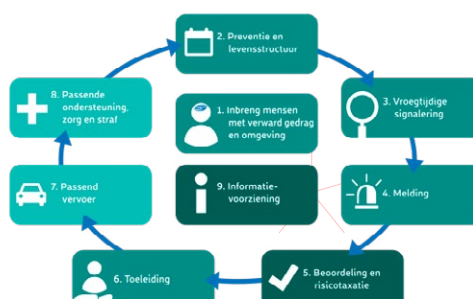 2. Preventie en
levensstructuur
8. Passende
ondersteuning,
zorg en straf
1. Inbreng mensen
met verward gedrag
en omgeving
3. Vroegtijdige
signalering
7. Passend
vervoer
9. Informatie-
voorziening
4. Melding
6. Toeleiding
5. Beoordeling en
risicotaxatie